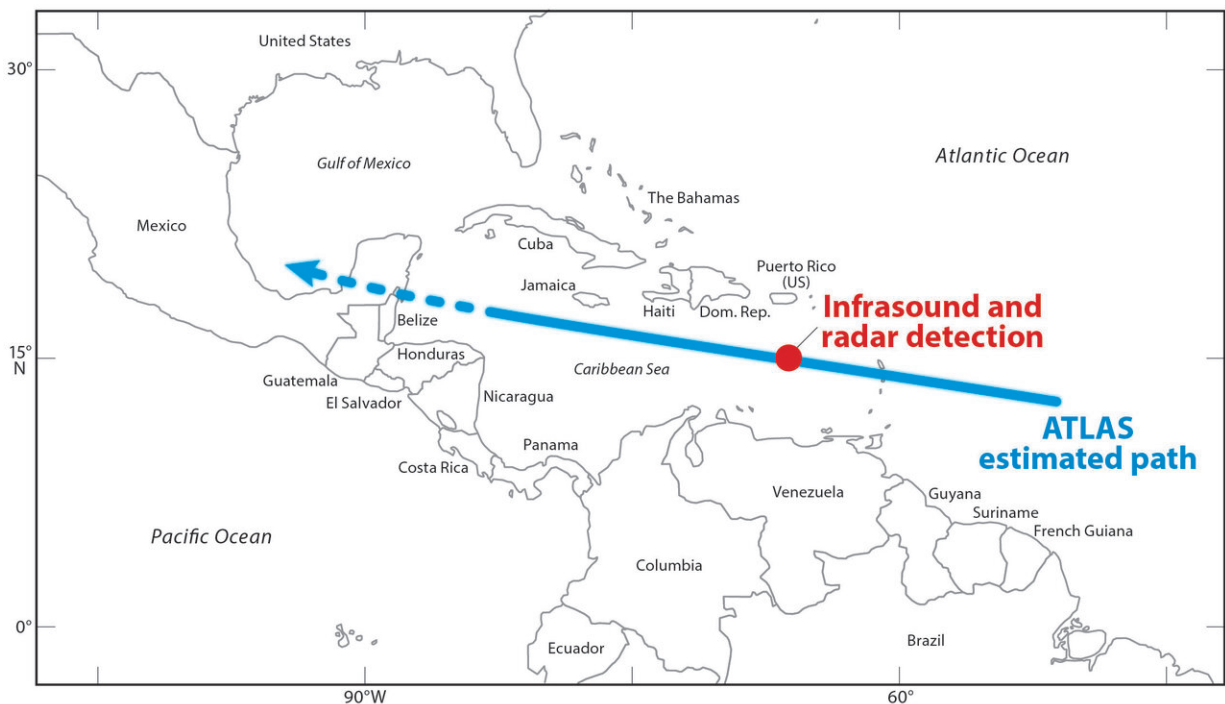 United States
30°
Gulf of Mexico
Atlantic Ocean
The Bahamas
Mexico
Cuba
Puerto Rico
(US)
Jamaica
Haiti
Dom. Rep.
Infrasound and
radar detection
Belize
15°
N
Honduras
Caribbean Sea
Guatemala
El Salvador
Nicaragua
ATLAS
estimated path
Panama
Costa Rica
Venezuela
Guyana
Suriname
French Guiana
Pacific Ocean
Columbia
0°
Ecuador
Brazil
90°W
60°